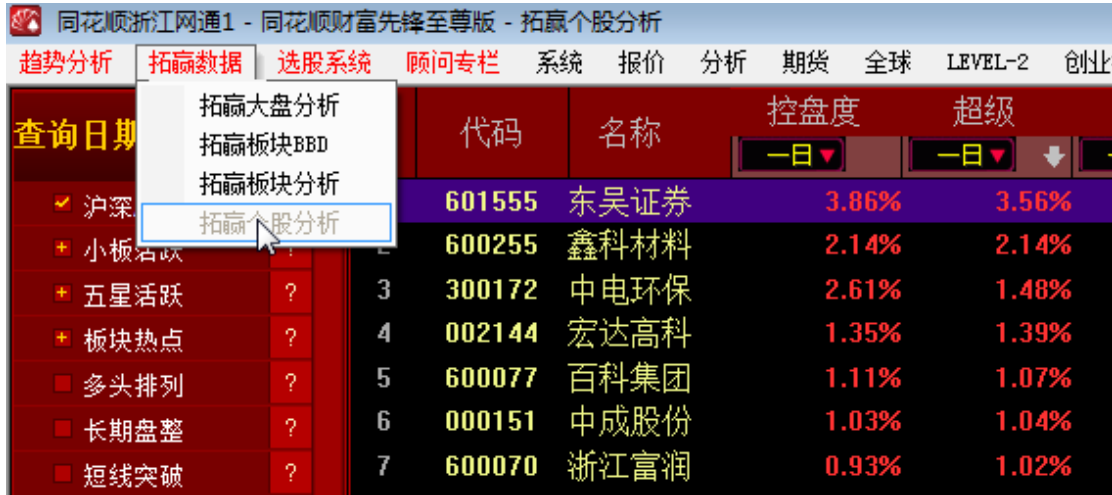 同花顺浙江网通1 - 同花顺财富先锋至尊版 - 拓赢个股分析
趋势分析 拓赢数据 选股系统 顾问专栏 系统 报价 分析 期货 全球 LEVEL-2 创业
拓赢大盘分析
拓赢板块BBD
拓赢板块分析
拓赢个股分析
查询日期 代码 名称 控盘度 超级
一日 一日
沪深 601555 东吴证券 3.86% 3.56%
小板活跃 ? 2 600255 鑫科材料 2.14% 2.14%
五星活跃 ? 3 300172 中电环保 2.61% 1.48%
板块热点 ? 4 002144 宏达高科 1.35% 1.39%
多头排列 ? 5 600077 百科集团 1.11% 1.07%
长期盘整 ? 6 000151 中成股份 1.03% 1.04%
短线突破 ? 7 600070 浙江富润 0.93% 1.02%